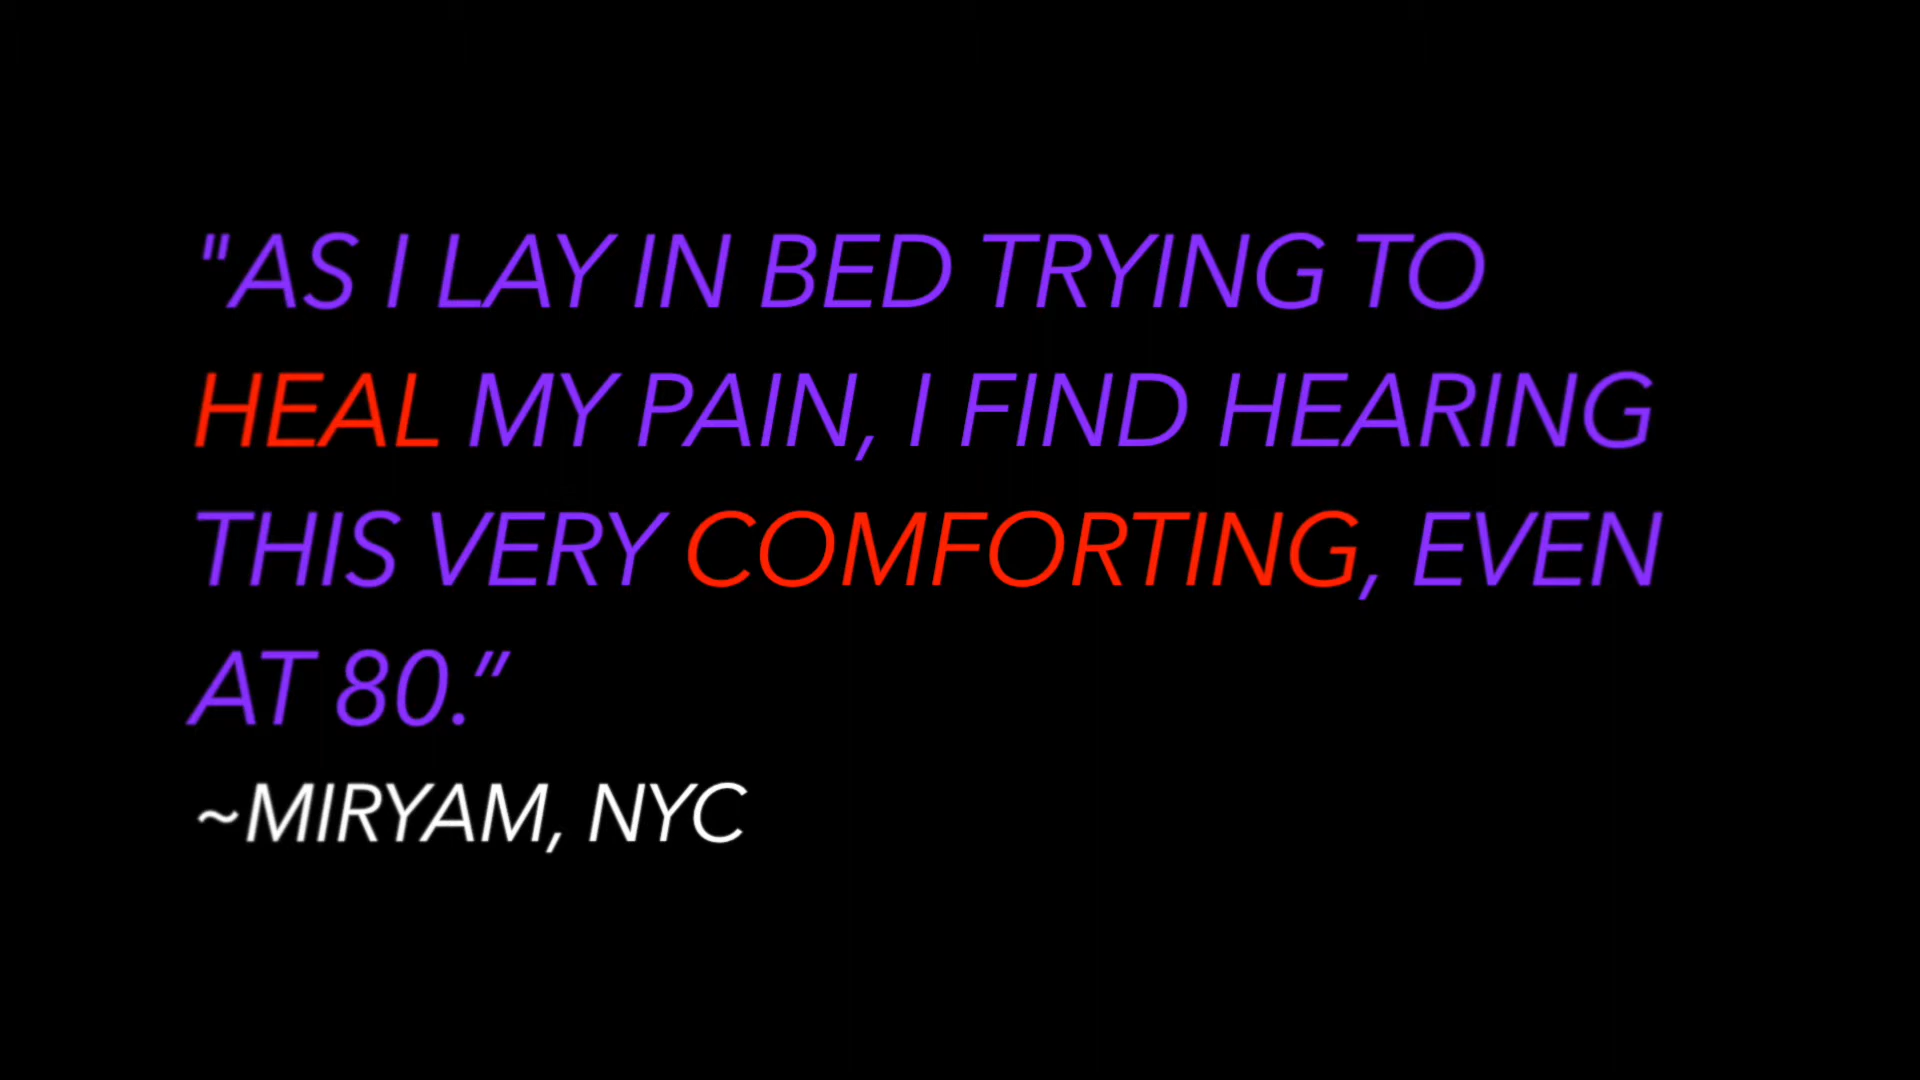 "AS I LAY IN BED TRYING TO
HEAL MY PAIN, I FIND HEARING
THIS VERY COMFORTING, EVEN
AT 80.”
~MIRYAM, NYC